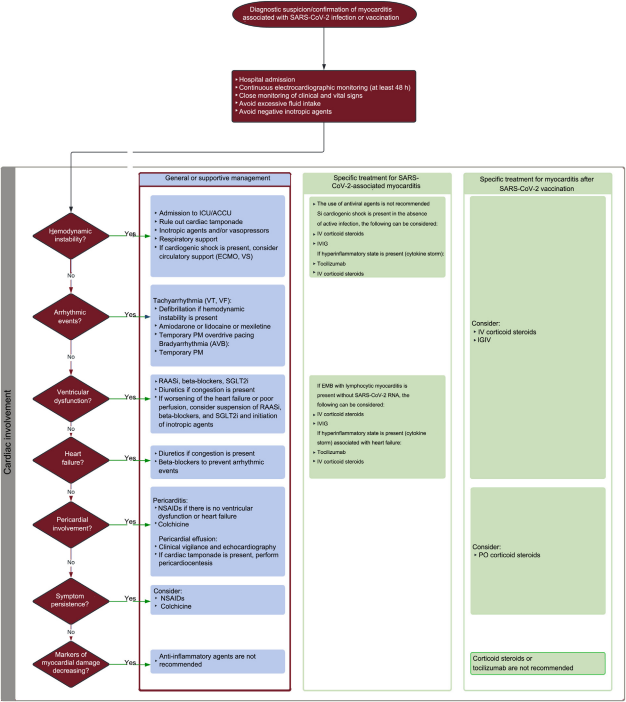 Diagnostic suspicion/confirmation of myocarditis
associated with SARS-CoV-2 infection or vaccination
• Hospital admission
• Continuous electrocardiographic monitoring (at least 48 h)
• Close monitoring of clinical and vital signs
• Avoid excessive fluid intake
• Avoid negative inotropic agents
Cardiac involvement
General or supportive management
Specific treatment for SARS-
CoV-2-associated myocarditis
Specific treatment for myocarditis after
SARS-CoV-2 vaccination
Hemodynamic
instability?
Yes
No
• Admission to ICU/ACCU
• Rule out cardiac tamponade
• Inotropic agents and/or vasopressors
• Respiratory support
• If cardiogenic shock is present, consider
circulatory support (ECMO, VS)
▸ The use of antiviral agents is not recommended
Si cardiogenic shock is present in the absence
of active infection, the following can be considered:
▸ IV corticoid steroids
▸ IVIG
If hyperinflammatory state is present (cytokine storm):
▸ Tocilizumab
▸ IV corticoid steroids
Arrhythmic
events?
Yes
No
Tachyarrhythmia (VT, VF):
• Defibrillation if hemodynamic
instability is present
• Amiodarone or lidocaine or mexiletine
• Temporary PM overdrive pacing
Bradyarrhythmia (AVB):
• Temporary PM
Consider:
• IV corticoid steroids
• IGIV
Ventricular
dysfunction?
Yes
No
• RAASi, beta-blockers, SGLT2i
• Diuretics if congestion is present
• If worsening of the heart failure or poor
perfusion, consider suspension of RAASi,
beta-blockers, and SGLT2i and initiation
of inotropic agents
If EMB with lymphocytic myocarditis is
present without SARS-CoV-2 RNA, the
following can be considered:
▸ IV corticoid steroids
▸ IVIG
If hyperinflammatory state is present (cytokine
storm) associated with heart failure:
▸ Tocilizumab
▸ IV corticoid steroids
Heart
failure?
Yes
No
• Diuretics if congestion is present
• Beta-blockers to prevent arrhythmic
events
Pericardial
involvement?
Yes
No
Pericarditis:
• NSAIDs if there is no ventricular
dysfunction or heart failure
• Colchicine
Pericardial effusion:
• Clinical vigilance and echocardiography
• If cardiac tamponade is present, perform
pericardiocentesis
Consider:
• PO corticoid steroids
Symptom
persistence?
Yes
No
Consider:
• NSAIDs
• Colchicine
Markers of
myocardial damage
decreasing?
Yes
• Anti-inflammatory agents are not
recommended
Corticoid steroids or
tocilizumab are not recommended